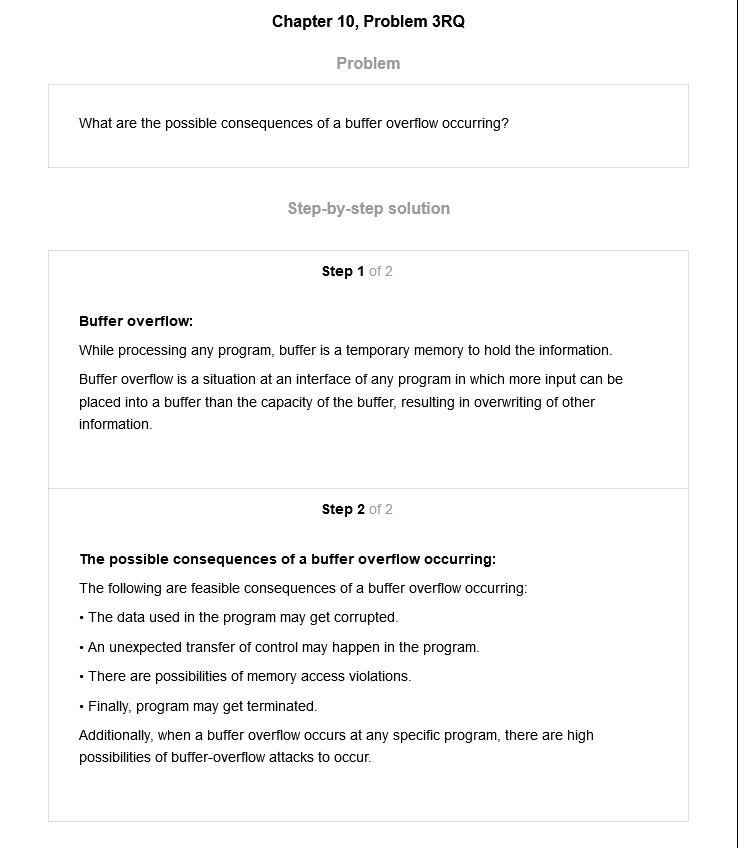 Chapter 10, Problem 3RQ
Problem
What are the possible consequences of a buffer overflow occurring?
Step-by-step solution
Step 1 of 2
Buffer overflow:
While processing any program, buffer is a temporary memory to hold the information.
Buffer overflow is a situation at an interface of any program in which more input can be
placed into a buffer than the capacity of the buffer, resulting in overwriting of other
information.
Step 2 of 2
The possible consequences of a buffer overflow occurring:
The following are feasible consequences of a buffer overflow occurring:
• The data used in the program may get corrupted.
• An unexpected transfer of control may happen in the program.
• There are possibilities of memory access violations.
• Finally, program may get terminated.
Additionally, when a buffer overflow occurs at any specific program, there are high
possibilities of buffer-overflow attacks to occur.